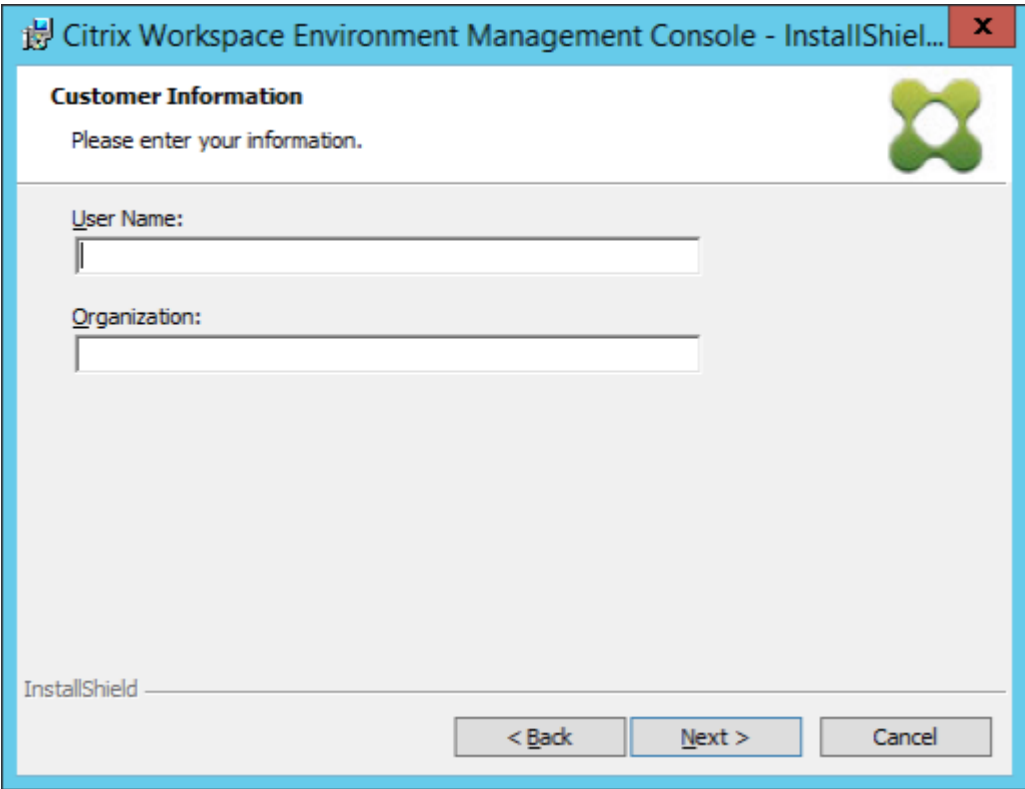 Citrix Workspace Environment Management Console - InstallShiel...
X
Customer Information
Please enter your information.
User Name:
Organization:
InstallShield
< Back
Next >
Cancel